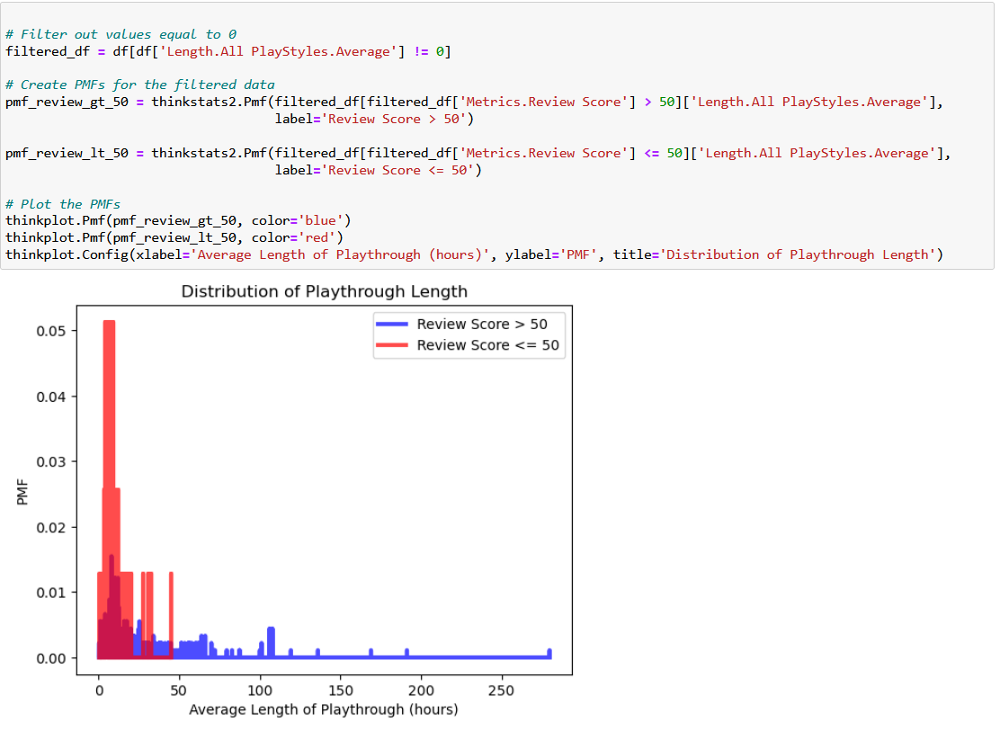 # Filter out values equal to 0
filtered_df = df[df['Length.All PlayStyles.Average'] != 0]
# Create PMFs for the filtered data
pmf_review_gt_50 = thinkstats2.Pmf(filtered_df[filtered_df['Metrics.Review Score'] > 50]['Length.All PlayStyles.Average'],
label='Review Score > 50')
pmf_review_lt_50 = thinkstats2.Pmf(filtered_df[filtered_df['Metrics.Review Score'] <= 50]['Length.All PlayStyles.Average'],
label='Review Score <= 50')
# Plot the PMFs
thinkplot.Pmf(pmf_review_gt_50, color='blue')
thinkplot.Pmf(pmf_review_lt_50, color='red')
thinkplot.Config(xlabel='Average Length of Playthrough (hours)', ylabel='PMF', title='Distribution of Playthrough Length')
Distribution of Playthrough Length
Review Score > 50
Review Score <= 50
0.05
0.04
0.03
0.02
0.01
0.00
PMF
0 50 100 150 200 250
Average Length of Playthrough (hours)